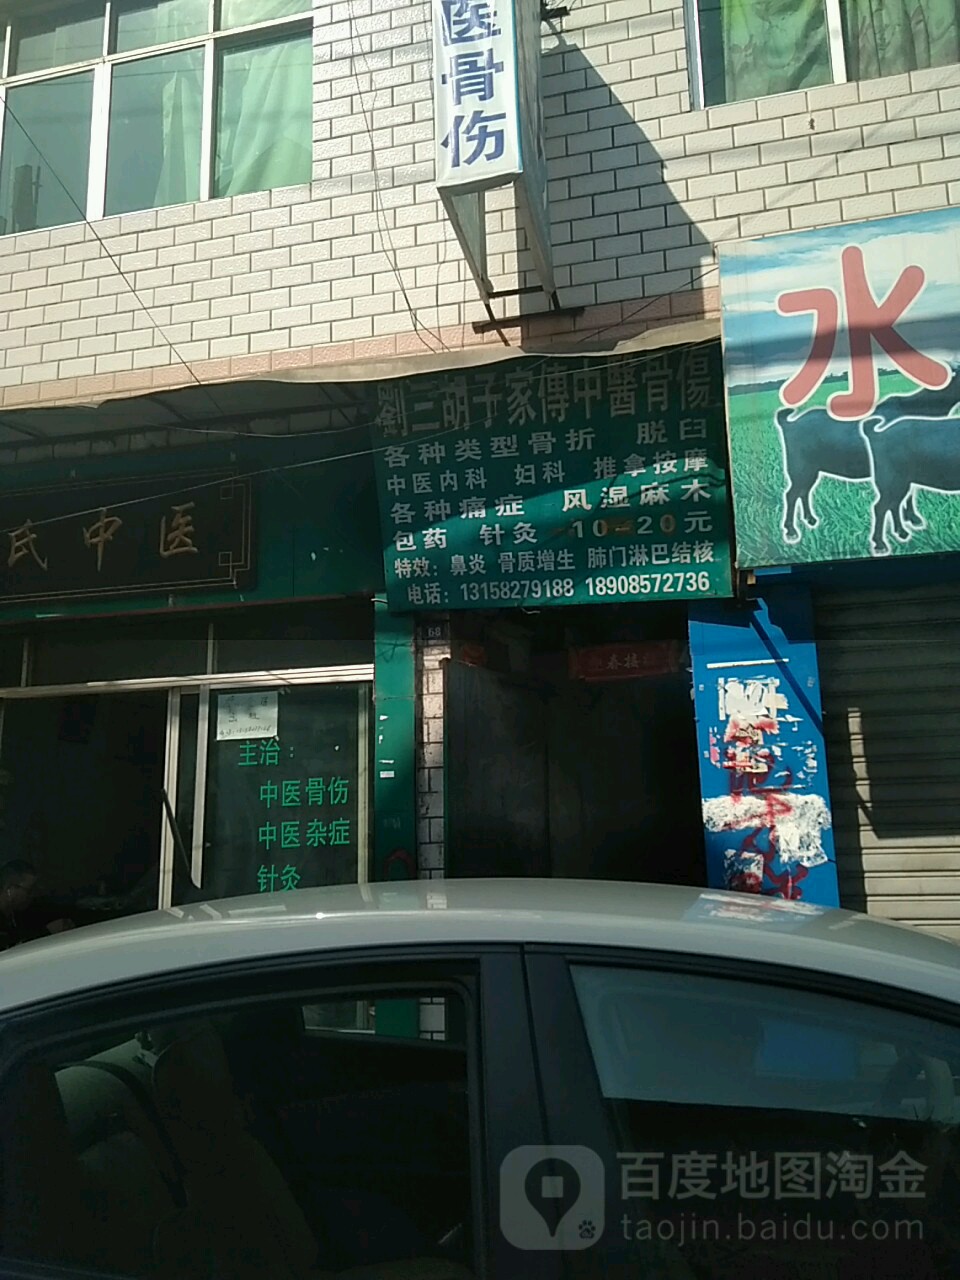 医骨伤
水
劉三胡子家傳中醫骨傷
各种类型骨折 脱臼
中医内科 妇科 推拿按摩
各种痛症 风湿麻木
包药 针灸 10-20元
特效：鼻炎 骨质增生 肺门淋巴结核
电话：13158279188 18908572736
氏中医
68
主治：
中医骨伤
中医杂症
针灸
百度地图淘金
taojin.baidu.com